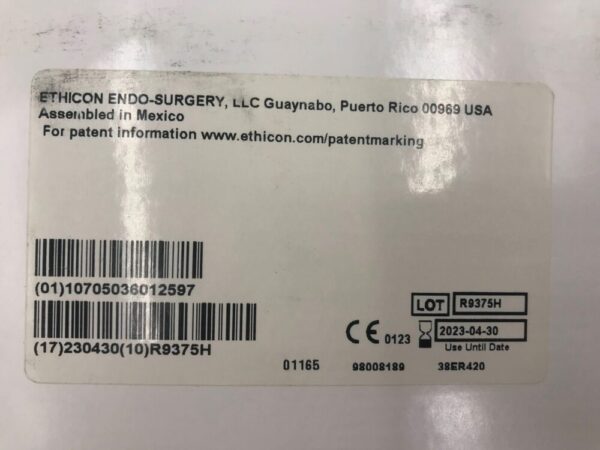 ETHICON ENDO-SURGERY, LLC Guaynabo, Puerto Rico 00969 USA
Assembled in Mexico
For patent information www.ethicon.com/patentmarking
(01)10705036012597
LOT R9375H
(17)230430(10)R9375H
CE 0123 2023-04-30
Use Until Date
01165 98008189 38ER420